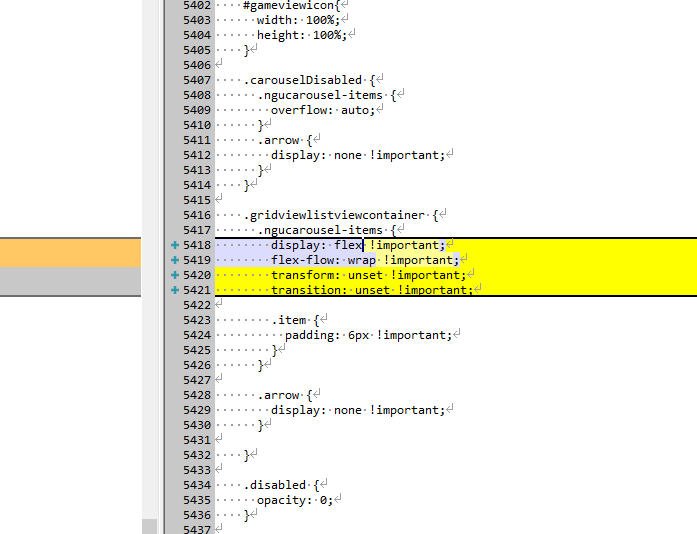 5402 #gameviewicon{
5403 width: 100%;
5404 height: 100%;
5405 }
5406
5407 .carouselDisabled {
5408 .ngucarousel-items {
5409 overflow: auto;
5410 }
5411 .arrow {
5412 display: none !important;
5413 }
5414 }
5415
5416 .gridviewlistviewcontainer {
5417 .ngucarousel-items {
5418 display: flex !important;
5419 flex-flow: wrap !important;
5420 transform: unset !important;
5421 transition: unset !important;
5422
5423 .item {
5424 padding: 6px !important;
5425 }
5426 }
5427
5428 .arrow {
5429 display: none !important;
5430 }
5431
5432 }
5433
5434 .disabled {
5435 opacity: 0;
5436 }
5437